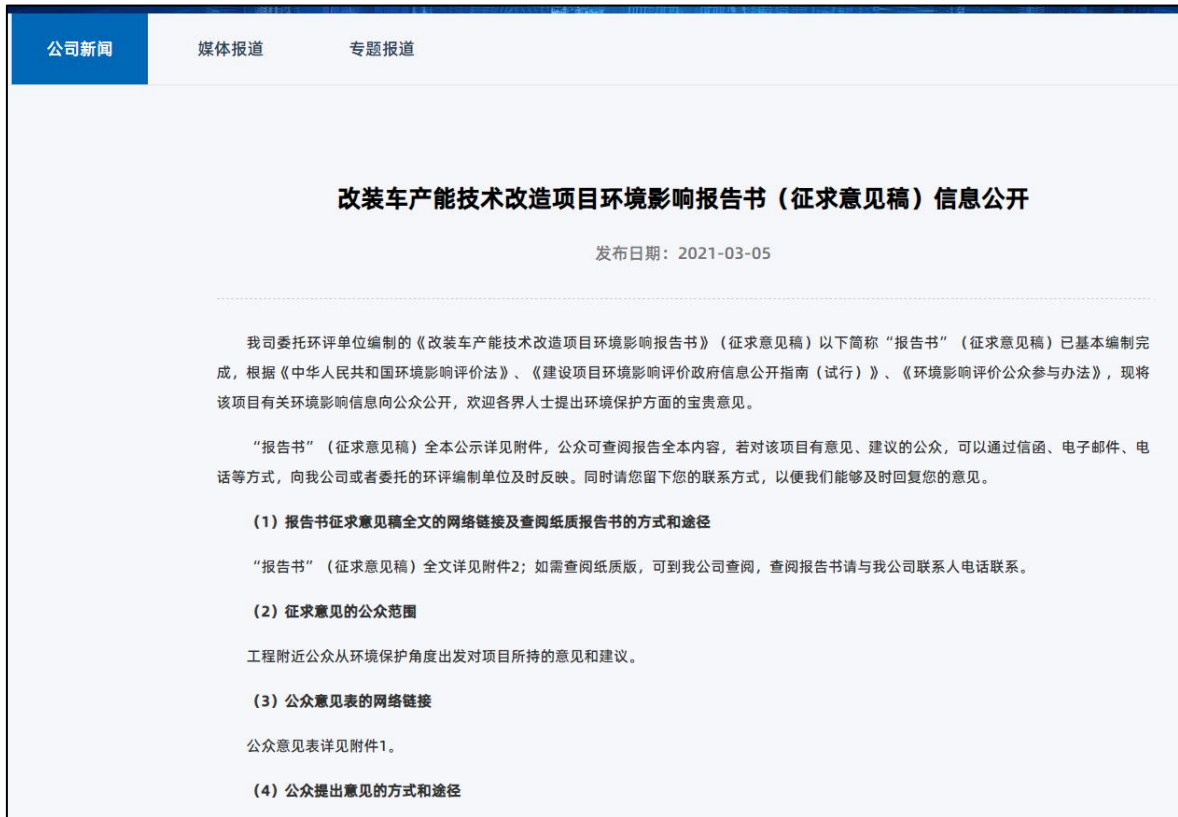 公司新闻 媒体报道 专题报道
改装车产能技术改造项目环境影响报告书（征求意见稿）信息公开
发布日期：2021-03-05
我司委托环评单位编制的《改装车产能技术改造项目环境影响报告书》（征求意见稿）以下简称“报告书”（征求意见稿）已基本编制完
成，根据《中华人民共和国环境影响评价法》、《建设项目环境影响评价政府信息公开指南（试行）》、《环境影响评价公众参与办法》，现将
该项目有关环境影响信息向公众公开，欢迎各界人士提出环境保护方面的宝贵意见。
“报告书”（征求意见稿）全本公示详见附件，公众可查阅报告全本内容，若对该项目有意见、建议的公众，可以通过信函、电子邮件、电
话等方式，向我公司或者委托的环评编制单位及时反映。同时请您留下您的联系方式，以便我们能够及时回复您的意见。
（1）报告书征求意见稿全文的网络链接及查阅纸质报告书的方式和途径
“报告书”（征求意见稿）全文详见附件2；如需查阅纸质版，可到我公司查阅，查阅报告书请与我公司联系人电话联系。
（2）征求意见的公众范围
工程附近公众从环境保护角度出发对项目所持的意见和建议。
（3）公众意见表的网络链接
公众意见表详见附件1。
（4）公众提出意见的方式和途径